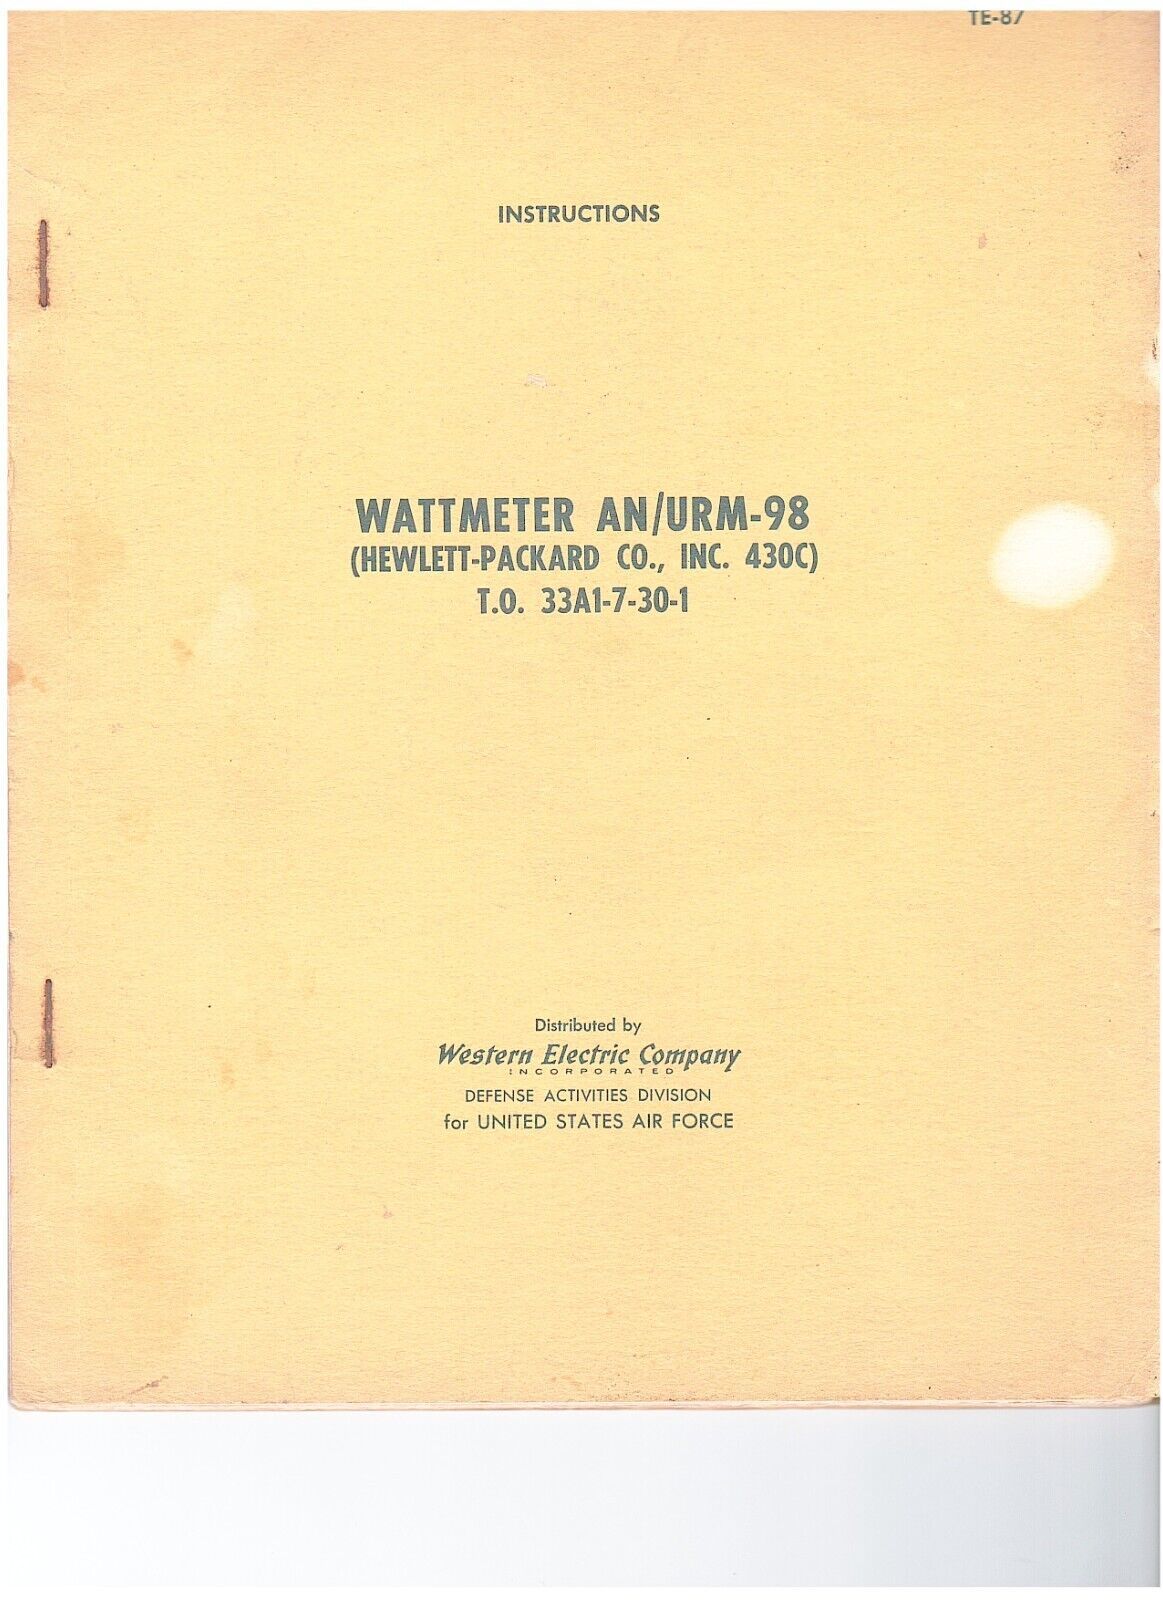 TE-87
INSTRUCTIONS
WATTMETER AN/URM-98
(HEWLETT-PACKARD CO., INC. 430C)
T.O. 33A1-7-30-1
Distributed by
Western Electric Company
INCORPORATED
DEFENSE ACTIVITIES DIVISION
for UNITED STATES AIR FORCE